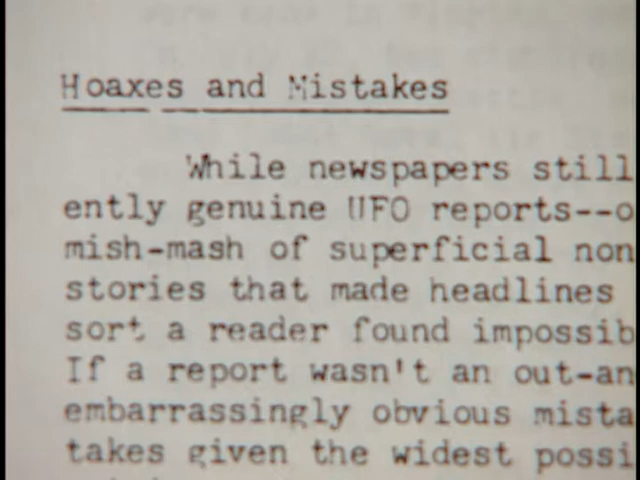 Hoaxes and Mistakes
While newspapers still
ently genuine UFO reports--o
mish-mash of superficial non
stories that made headlines
sort a reader found impossib
If a report wasn't an out-an
embarrassingly obvious mista
takes given the widest possi